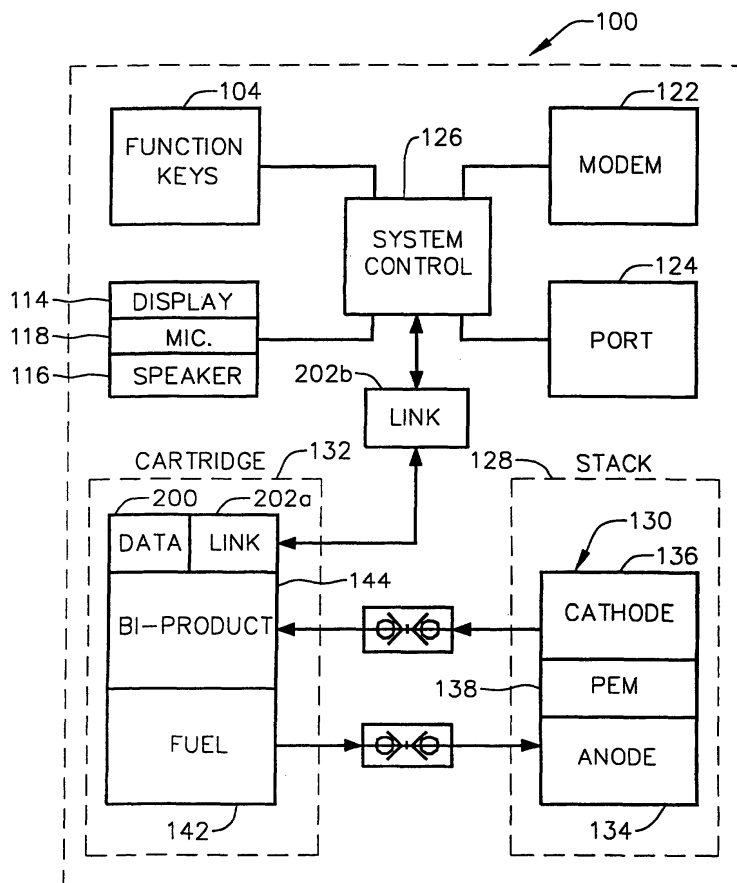 100
104
122
FUNCTION
KEYS
126
MODEM
SYSTEM
CONTROL
124
114
DISPLAY
118
MIC.
PORT
116
SPEAKER
202b
LINK
CARTRIDGE
132
128
STACK
200
202a
DATA
LINK
130
136
144
CATHODE
BI-PRODUCT
138
PEM
FUEL
ANODE
142
134